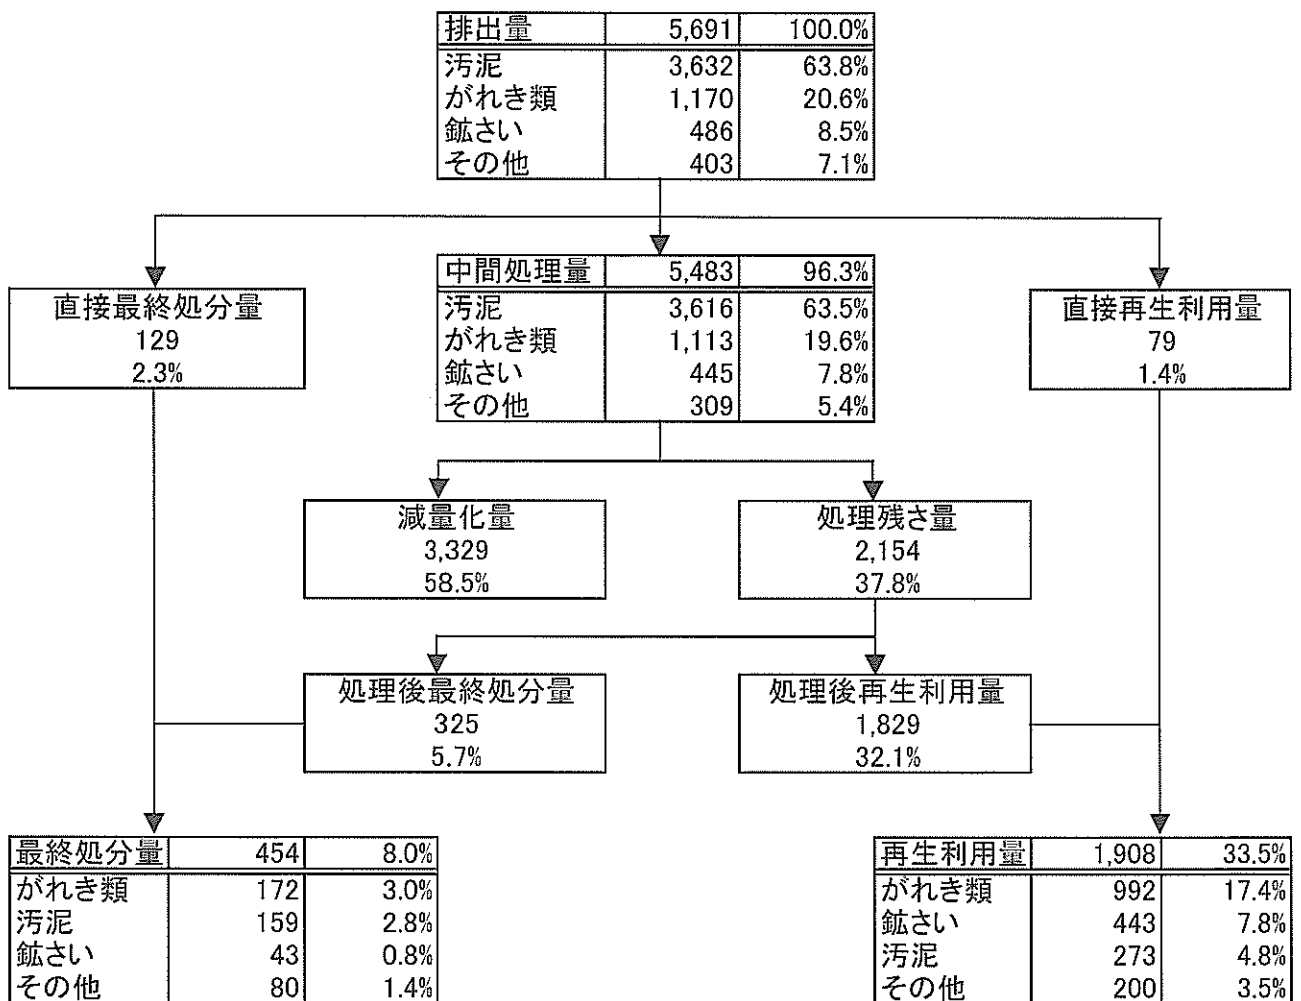 排出量 5,691 100.0%
汚泥 3,632 63.8%
がれき類 1,170 20.6%
鉱さい 486 8.5%
その他 403 7.1%
直接最終処分量
129
2.3%
中間処理量 5,483 96.3%
汚泥 3,616 63.5%
がれき類 1,113 19.6%
鉱さい 445 7.8%
その他 309 5.4%
直接再生利用量
79
1.4%
減量化量
3,329
58.5%
処理残さ量
2,154
37.8%
処理後最終処分量
325
5.7%
処理後再生利用量
1,829
32.1%
最終処分量 454 8.0%
がれき類 172 3.0%
汚泥 159 2.8%
鉱さい 43 0.8%
その他 80 1.4%
再生利用量 1,908 33.5%
がれき類 992 17.4%
鉱さい 443 7.8%
汚泥 273 4.8%
その他 200 3.5%